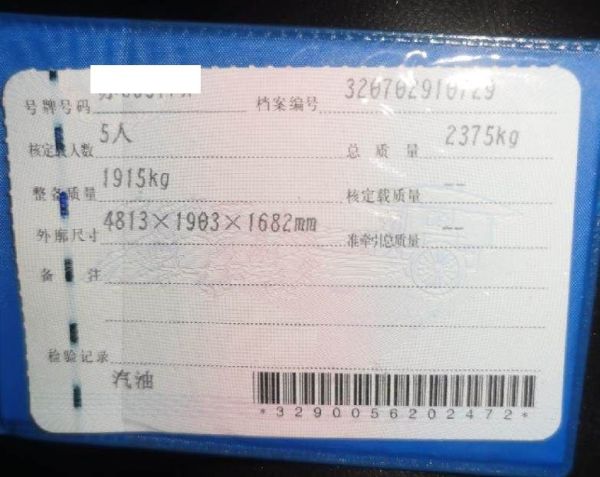 号牌号码 档案编号 320702910729
核定载人数 5人 总质量 2375kg
整备质量 1915kg 核定载质量 --
外廓尺寸 4813×1903×1682mm 准牵引总质量 --
备注
检验记录
汽油
*3290056202472*